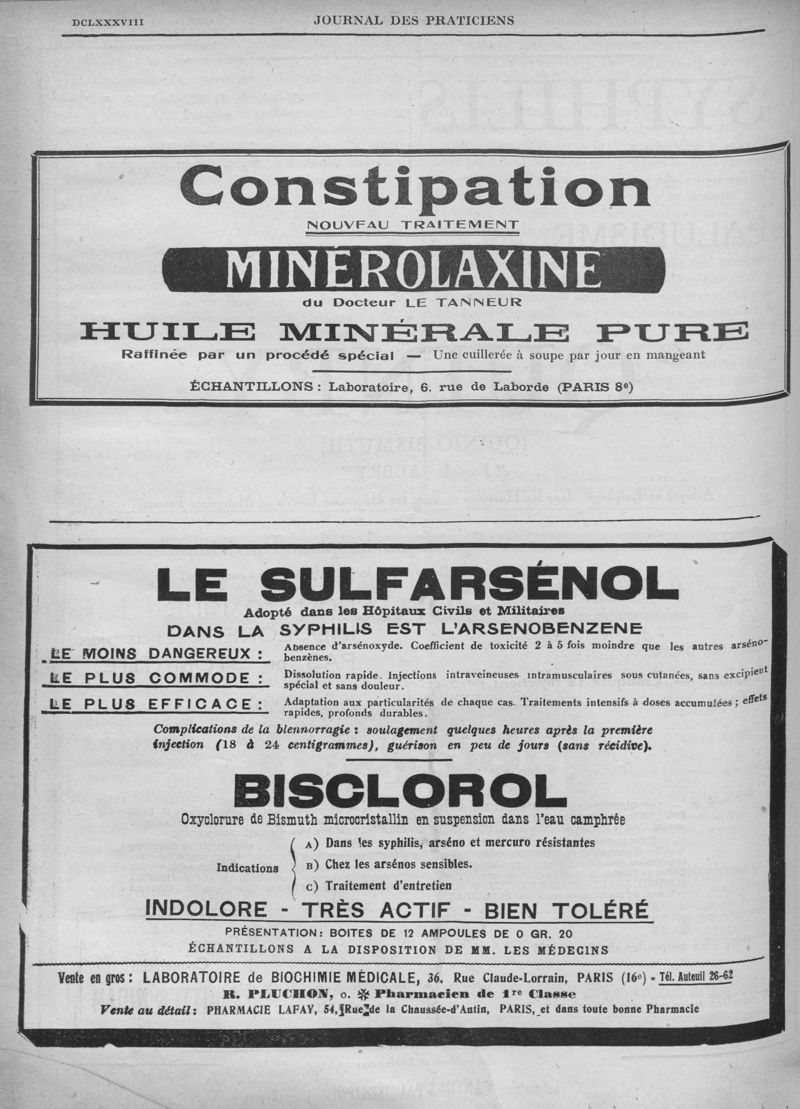 DCLXXXVIII
JOURNAL DES PRATICIENS
Constipation
NOUVEAU TRAITEMENT
MINÉROLAXINE
du Docteur LE TANNEUR
HUILE MINÉRALE PURE
Raffinée par un procédé spécial — Une cuillerée à soupe par jour en mangeant
ÉCHANTILLONS : Laboratoire, 6. rue de Laborde (PARIS 8e)
LE SULFARSÉNOL
Adopté dans les Hôpitaux Civils et Militaires
DANS LA SYPHILIS EST L'ARSENOBENZENE
LE MOINS DANGEREUX : Absence d'arsénoxyde. Coefficient de toxicité 2 à 5 fois moindre que les autres arséno-
benzènes.
LE PLUS COMMODE : Dissolution rapide. Injections intraveineuses intramusculaires sous cutanées, sans excipient
spécial et sans douleur.
LE PLUS EFFICACE : Adaptation aux particularités de chaque cas. Traitements intensifs à doses accumulées ; effets
rapides, profonds durables.
Complications de la blennorragie : soulagement quelques heures après la première
injection (18 à 24 centigrammes), guérison en peu de jours (sans récidive).
BISCLOROL
Oxyclorure de Bismuth microcristallin en suspension dans l'eau camphrée
Indications
A) Dans les syphilis, arséno et mercuro résistantes
B) Chez les arsénos sensibles.
C) Traitement d'entretien
INDOLORE - TRÈS ACTIF - BIEN TOLÉRÉ
PRÉSENTATION : BOITES DE 12 AMPOULES DE 0 GR. 20
ÉCHANTILLONS A LA DISPOSITION DE MM. LES MÉDECINS
Vente en gros : LABORATOIRE de BIOCHIMIE MÉDICALE, 36, Rue Claude-Lorrain, PARIS (16e) - Tél. Auteuil 26-62
R. PLUCHON, O. ✻ Pharmacien de 1re Classe
Vente au détail : PHARMACIE LAFAY, 54, Rue de la Chaussée-d'Antin, PARIS, et dans toute bonne Pharmacie